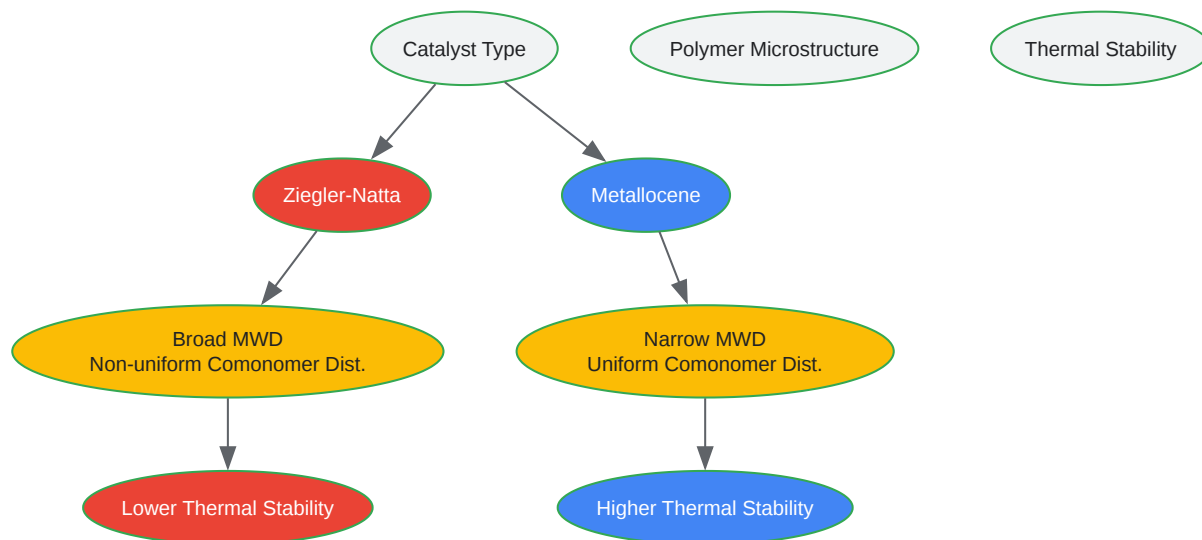 Catalyst Type
Polymer Microstructure
Thermal Stability
Ziegler-Natta
Metallocene
Broad MWD
Non-uniform Comonomer Dist.
Narrow MWD
Uniform Comonomer Dist.
Lower Thermal Stability
Higher Thermal Stability